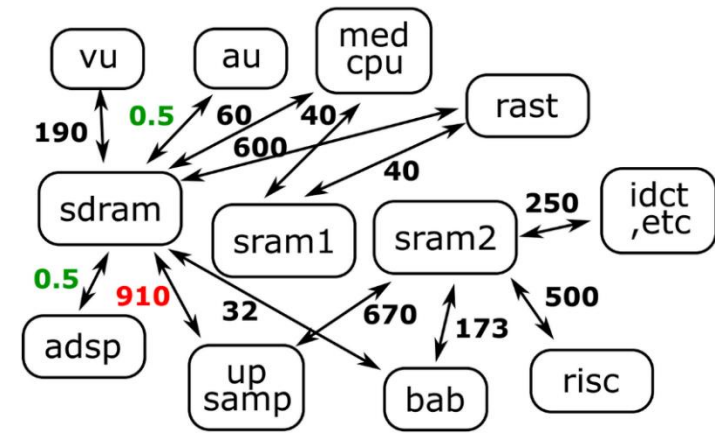 vu
au
med
cpu
rast
190
0.5
60
40
600
40
sdram
sram1
sram2
250
idct
,etc
0.5
910
32
670
173
500
adsp
up
samp
bab
risc